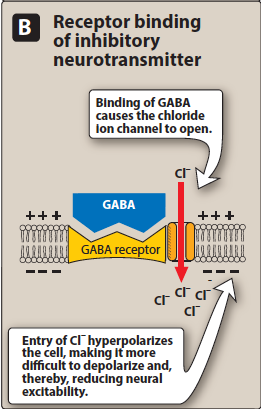 B Receptor binding
of inhibitory
neurotransmitter
Binding of GABA
causes the chloride
ion channel to open.
Cl⁻
GABA
+++
+++
GABA receptor
Cl⁻ Cl⁻ Cl⁻
Cl⁻
Entry of Cl⁻ hyperpolarizes
the cell, making it more
difficult to depolarize and,
thereby, reducing neural
excitability.